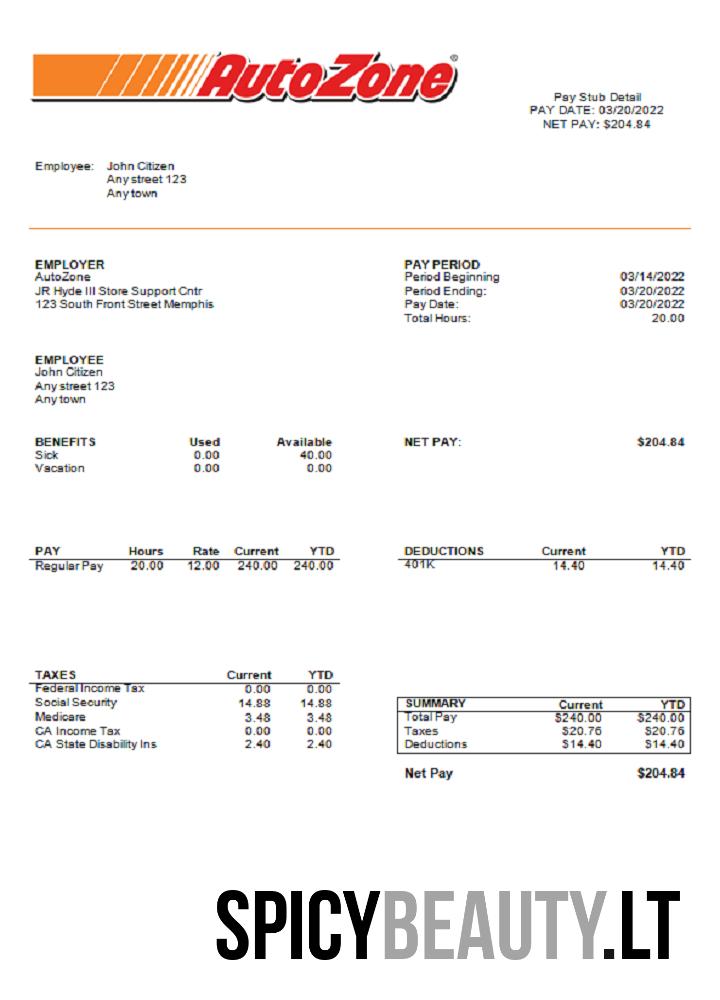 AutoZone®
Pay Stub Detail
PAY DATE: 03/20/2022
NET PAY: $204.84
Employee: John Citizen
Any street 123
Any town
EMPLOYER
AutoZone
JR Hyde III Store Support Cntr
123 South Front Street Memphis
PAY PERIOD
Period Beginning 03/14/2022
Period Ending: 03/20/2022
Pay Date: 03/20/2022
Total Hours: 20.00
EMPLOYEE
John Citizen
Any street 123
Any town
BENEFITS Used Available
Sick 0.00 40.00
Vacation 0.00 0.00
NET PAY: $204.84
PAY Hours Rate Current YTD
Regular Pay 20.00 12.00 240.00 240.00
DEDUCTIONS Current YTD
401K 14.40 14.40
TAXES Current YTD
Federal Income Tax 0.00 0.00
Social Security 14.88 14.88
Medicare 3.48 3.48
CA Income Tax 0.00 0.00
CA State Disability Ins 2.40 2.40
SUMMARY Current YTD
Total Pay $240.00 $240.00
Taxes $20.76 $20.76
Deductions $14.40 $14.40
Net Pay $204.84
SPICYBEAUTY.LT